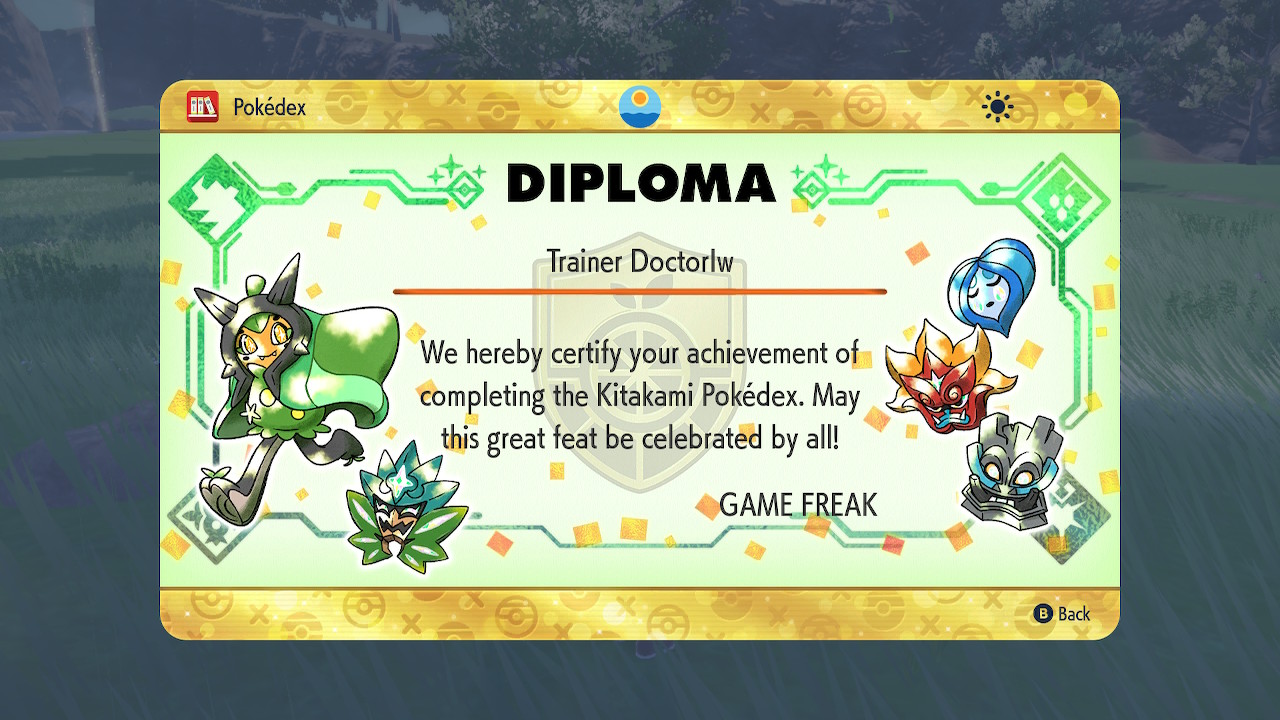 Pokédex
DIPLOMA
Trainer Doctorlw
We hereby certify your achievement of
completing the Kitakami Pokédex. May
this great feat be celebrated by all!
GAME FREAK
B Back